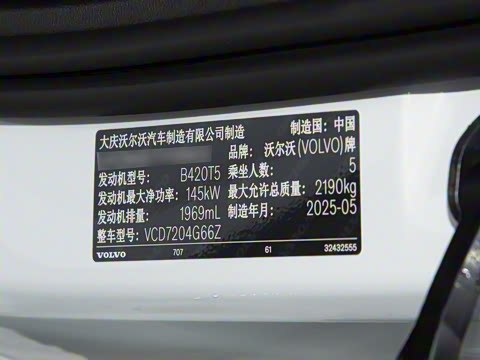 大庆沃尔沃汽车制造有限公司制造 制造国：中国
品牌：沃尔沃(VOLVO)牌
发动机型号：B420T5 乘坐人数：5
发动机最大净功率：145kW 最大允许总质量：2190kg
发动机排量：1969mL 制造年月：2025-05
整车型号：VCD7204G66Z
VOLVO 707 61 32432555